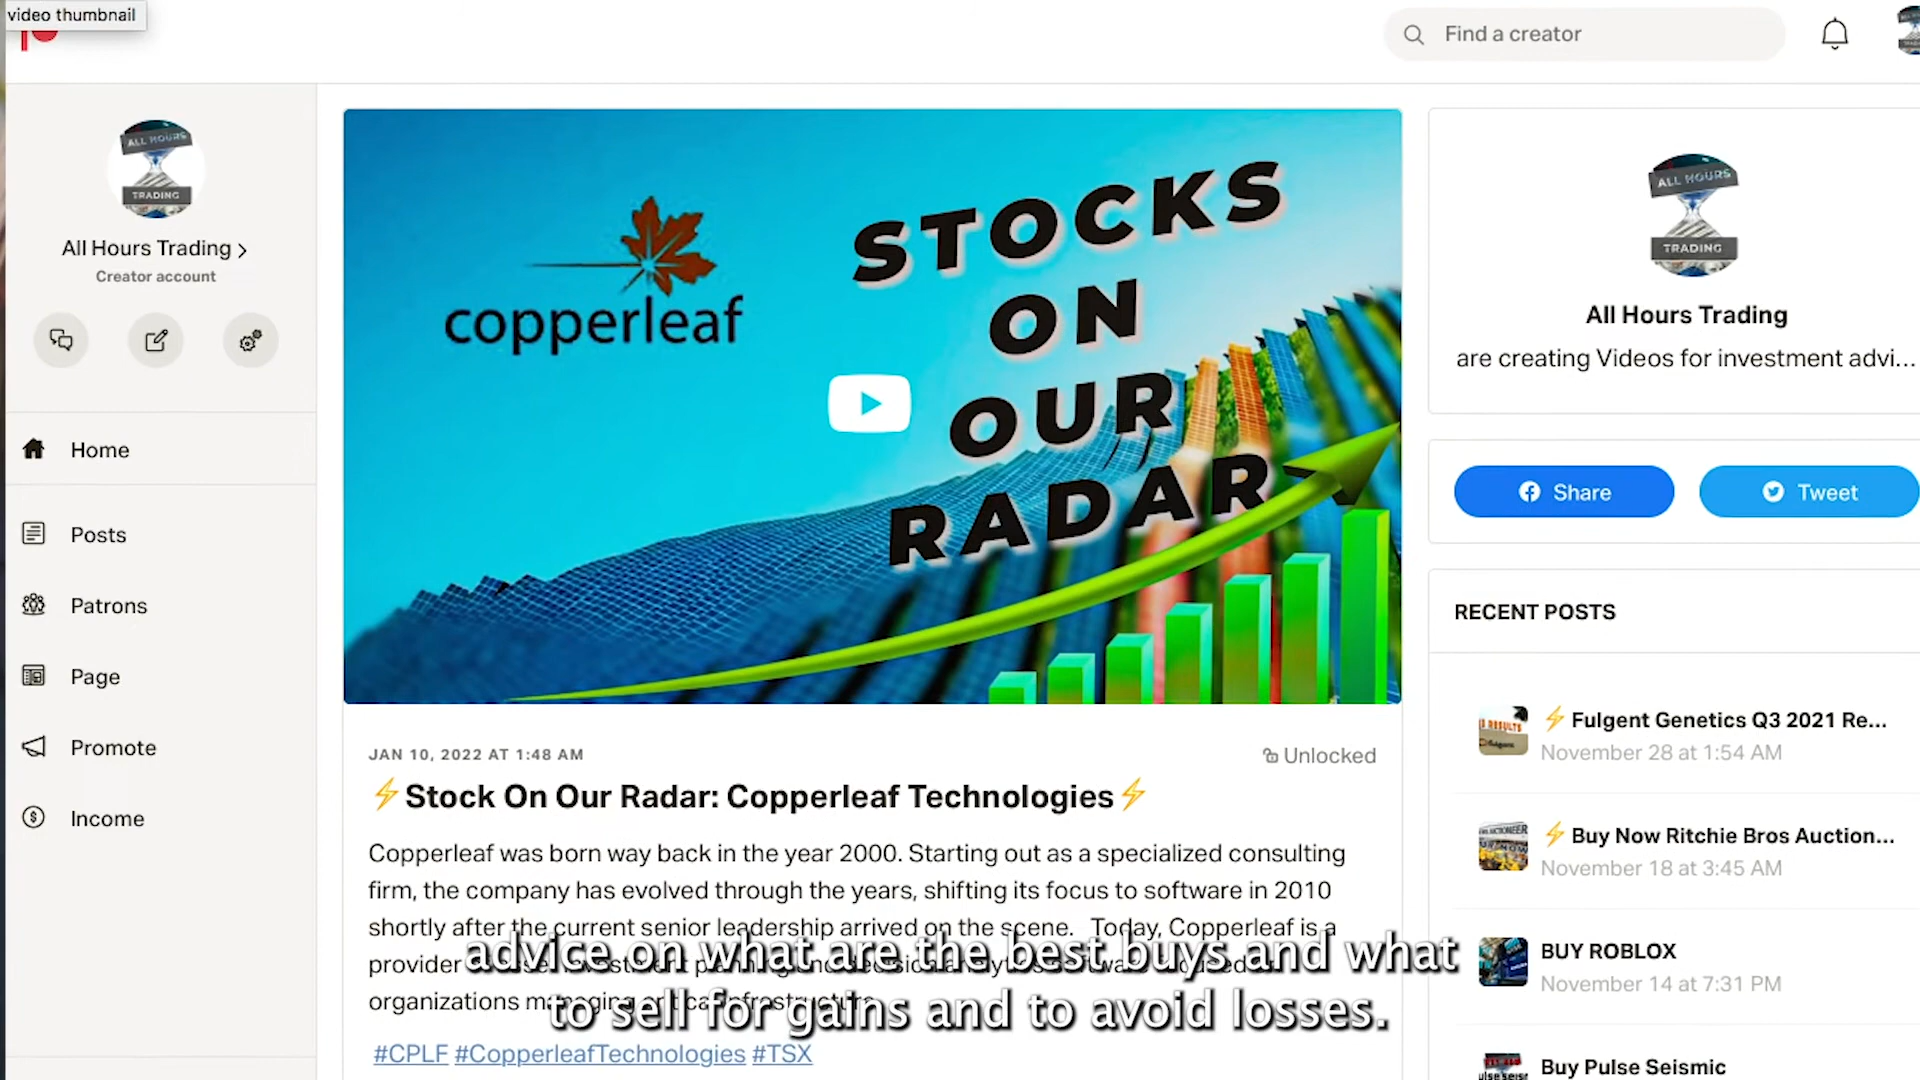 video thumbnail
Find a creator
ALL HOURS
TRADING
All Hours Trading
Creator account
Home
Posts
Patrons
Page
Promote
Income
copperleaf
STOCKS
ON
OUR
RADAR
JAN 10, 2022 AT 1:48 AM
Unlocked
⚡Stock On Our Radar: Copperleaf Technologies⚡
Copperleaf was born way back in the year 2000. Starting out as a specialized consulting
firm, the company has evolved through the years, shifting its focus to software in 2010
shortly after the current senior leadership arrived on the scene. Today, Copperleaf is a
provider
organizations
#CPLF #CopperleafTechnologies #TSX
advice on what are the best buys and what
to sell for gains and to avoid losses.
ALL HOURS
TRADING
All Hours Trading
are creating Videos for investment advi...
Share
Tweet
RECENT POSTS
⚡Fulgent Genetics Q3 2021 Re...
November 28 at 1:54 AM
⚡Buy Now Ritchie Bros Auction...
November 18 at 3:45 AM
BUY ROBLOX
November 14 at 7:31 PM
Buy Pulse Seismic